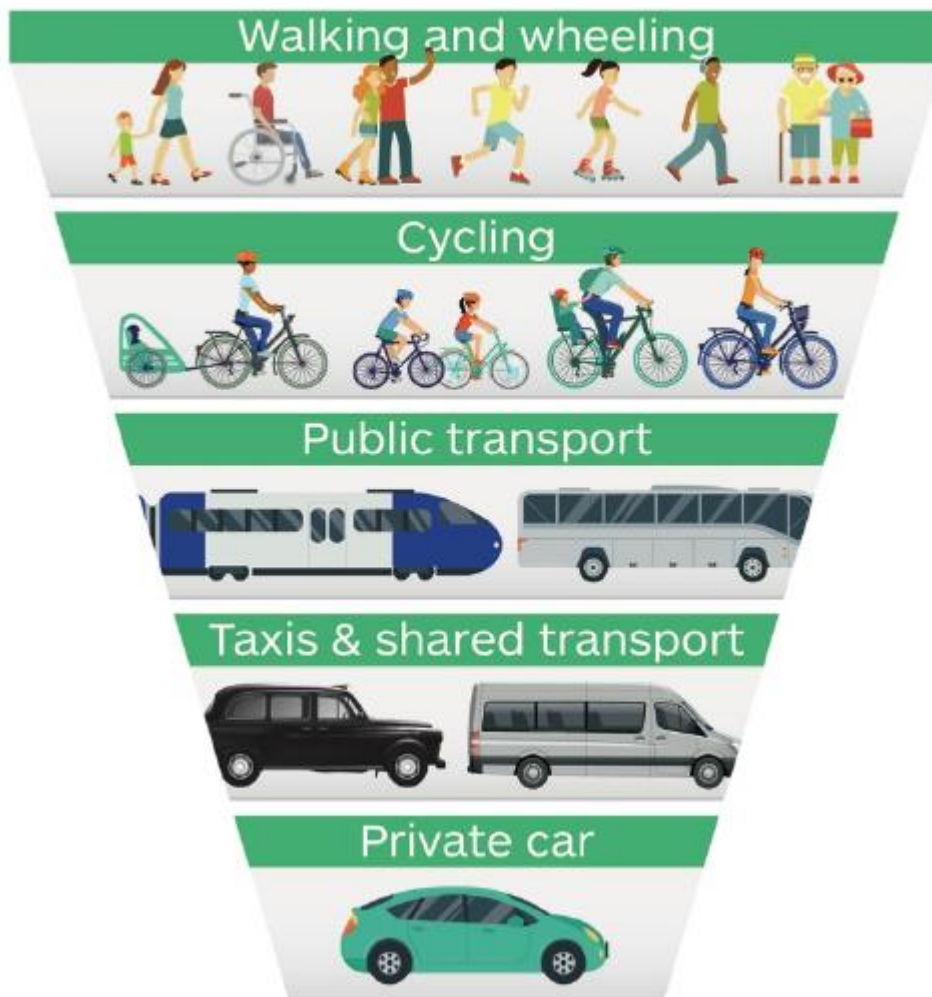 Walking and wheeling
Cycling
Public transport
Taxis & shared transport
Private car